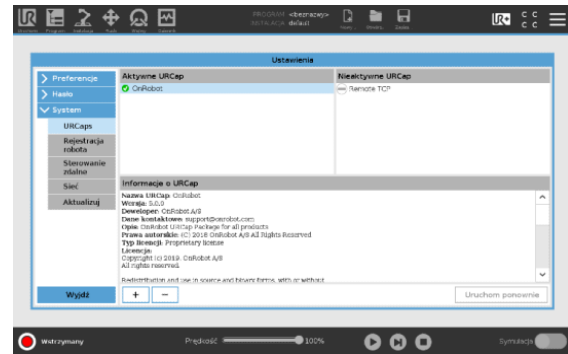 UR
PROGRAM <beznazwy>
INSTALACJA default
UR+
C C
C C
Ustawienia
Preferencje
Hasło
System
URCaps
Rejestracja
robota
Sterowanie
zdalne
Sieć
Aktualizuj
Wyjdź
Aktywne URCap
OnRobot
Nieaktywne URCap
Remote TCP
Informacje o URCap
Nazwa URCap: OnRobot
Wersja: 5.0.0
Deweloper: OnRobot A/S
Dane kontaktowe: support@onrobot.com
Opis: OnRobot URCap Package for all products
Prawa autorskie: (C) 2018 OnRobot A/S All Rights Reserved
Typ licencji: Proprietary license
Licencja:
Copyright (c) 2019. OnRobot A/S
All rights reserved.
Redistribution and use in source and binary forms, with or without
+ −
Uruchom ponownie
Wstrzymany
Prędkość 100%
Symulacja